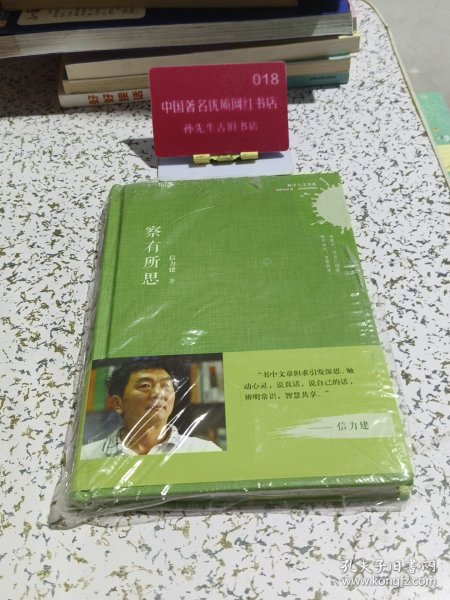 018
中国著名优质网红书店
孙先生古旧书店
察有所思
信力建 著
“书中文章但求引发深思，触
动心灵，说真话，说自己的话，
辨明常识，智慧共享。”
——信力建
孔夫子旧书网
www.kongfz.com